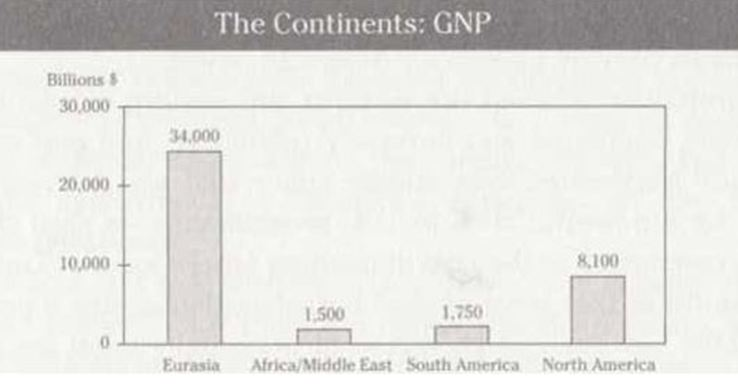 The Continents: GNP
Billions $
30,000
34,000
20,000
10,000
8,100
1,500
1,750
0
Eurasia Africa/Middle East South America North America